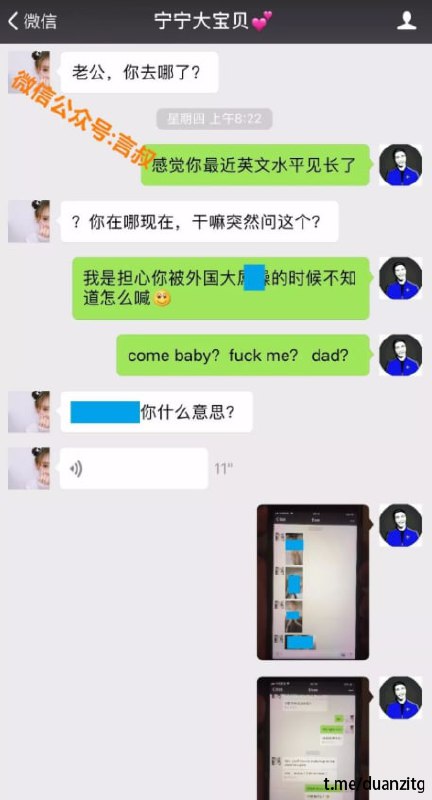 微信
宁宁大宝贝💕
老公，你去哪了？
微信公众号:言叔
星期四 上午8:22
感觉你最近英文水平见长了
？你在哪现在，干嘛突然问这个？
我是担心你被外国大 的时候不知
道怎么喊
come baby? fuck me? dad?
你什么意思？
11"
t.me/duanzitg